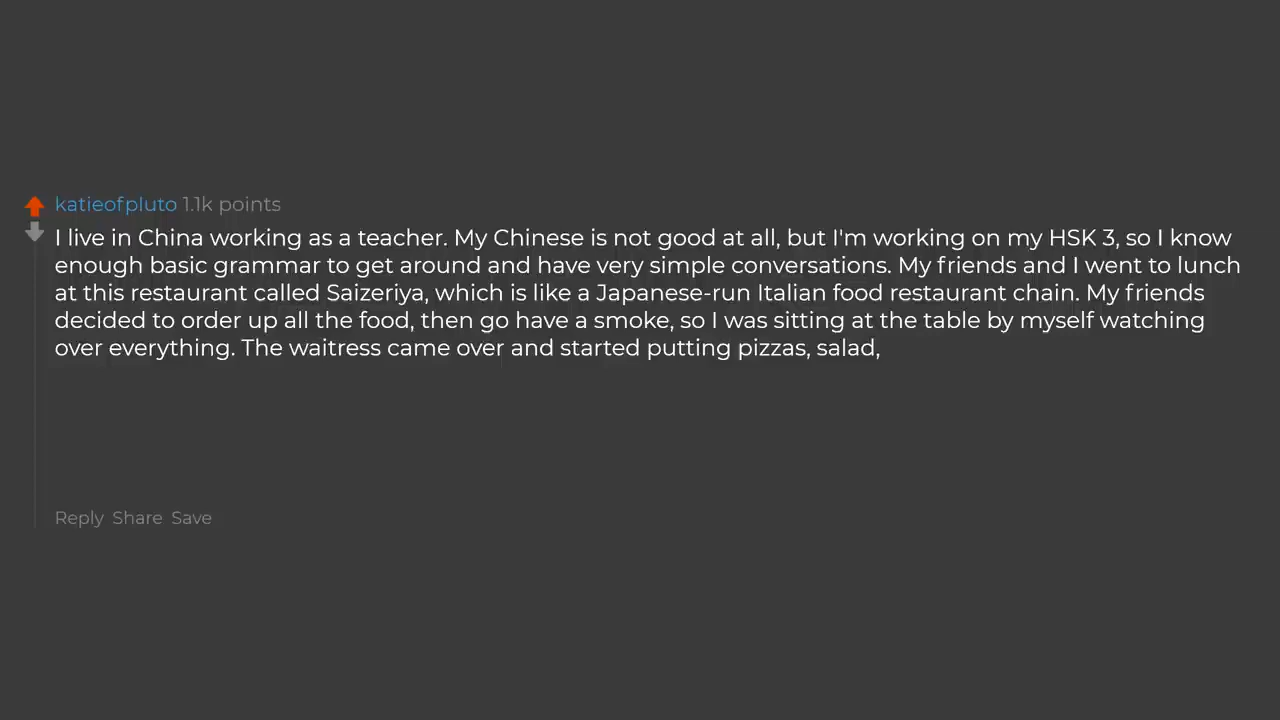 katieofpluto 1.1k points
I live in China working as a teacher. My Chinese is not good at all, but I'm working on my HSK 3, so I know
enough basic grammar to get around and have very simple conversations. My friends and I went to lunch
at this restaurant called Saizeriya, which is like a Japanese-run Italian food restaurant chain. My friends
decided to order up all the food, then go have a smoke, so I was sitting at the table by myself watching
over everything. The waitress came over and started putting pizzas, salad,
Reply Share Save